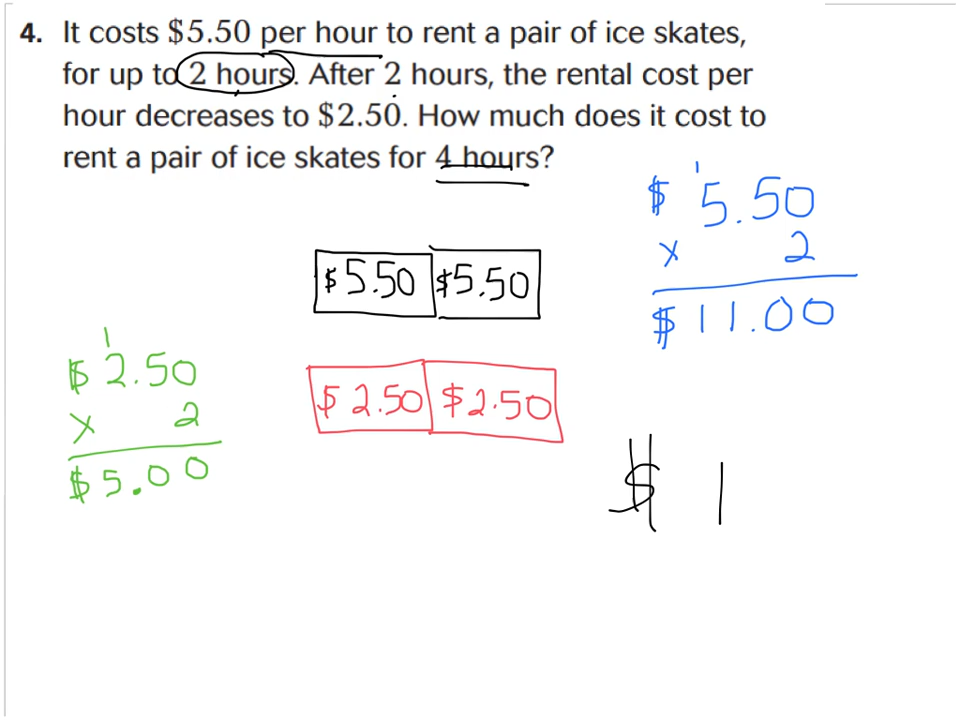 4. It costs $5.50 per hour to rent a pair of ice skates,
for up to 2 hours. After 2 hours, the rental cost per
hour decreases to $2.50. How much does it cost to
rent a pair of ice skates for 4 hours?
1
$ 5.50
x 2
$11.00
$5.50 $5.50
1
$ 2.50
x 2
$5.00
$2.50 $2.50
$ 1